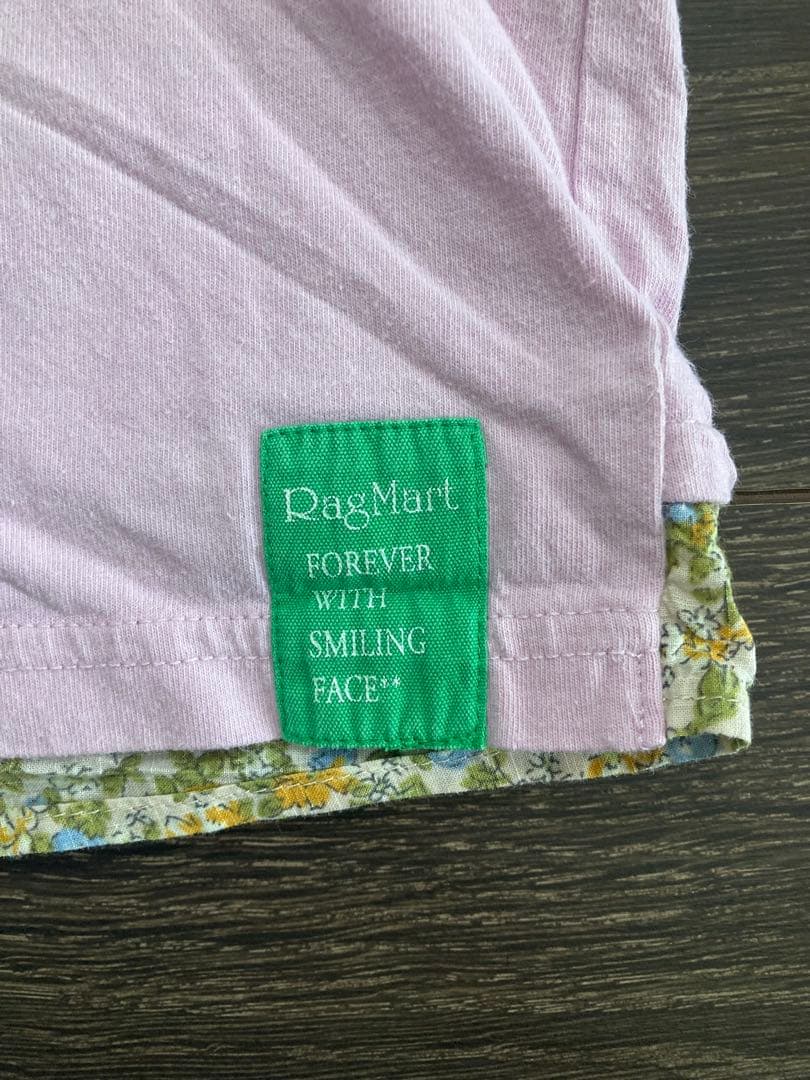 RagMart
FOREVER
WITH
SMILING
FACE**